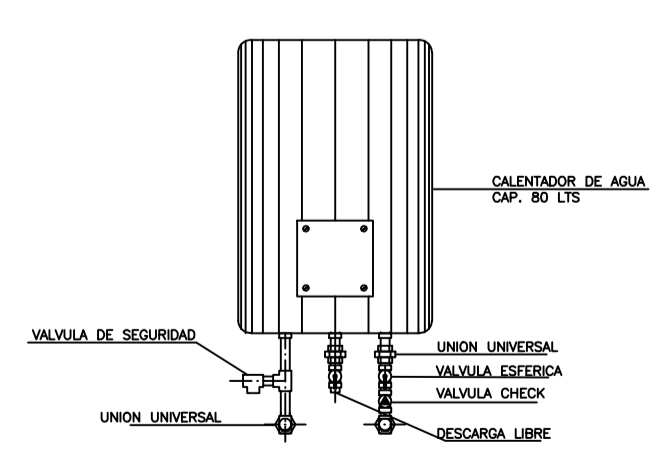 CALENTADOR DE AGUA
CAP. 80 LTS
VALVULA DE SEGURIDAD
UNION UNIVERSAL
VALVULA ESFERICA
VALVULA CHECK
UNION UNIVERSAL
DESCARGA LIBRE